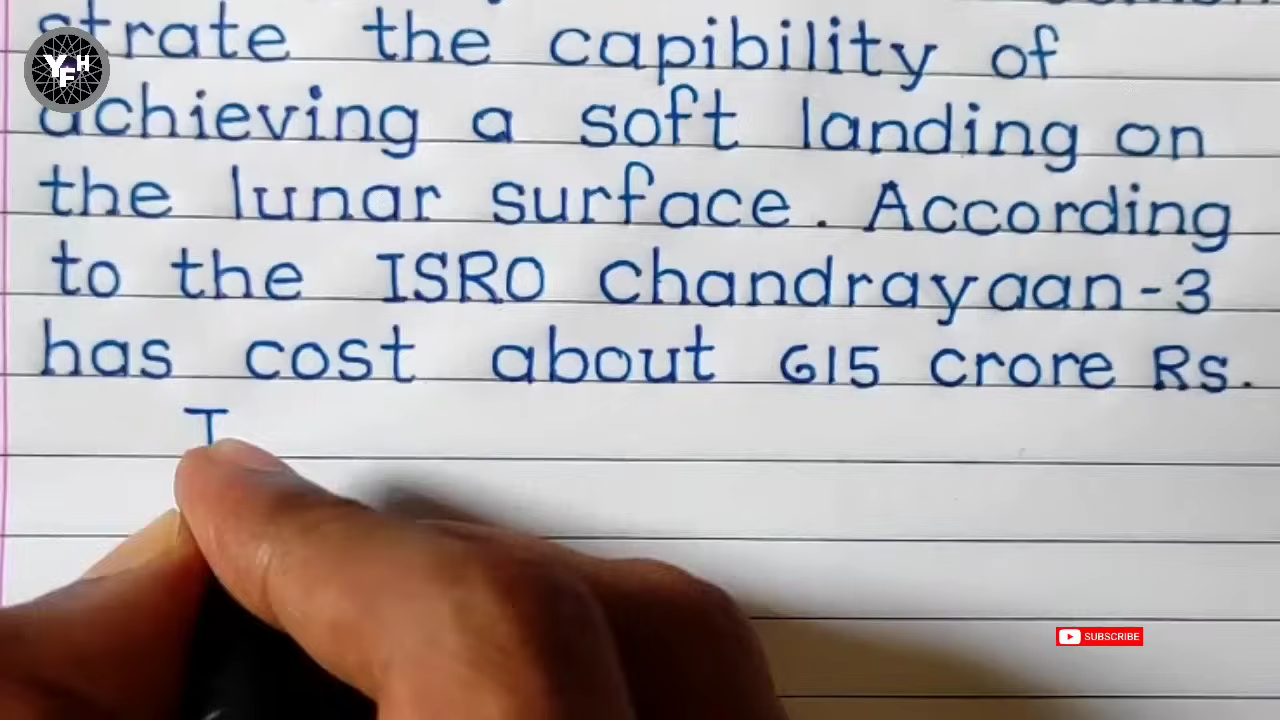 strate the capibility of
achieving a soft landing on
the lunar surface. According
to the ISRO Chandrayaan-3
has cost about 615 crore Rs.
T
YFH
SUBSCRIBE